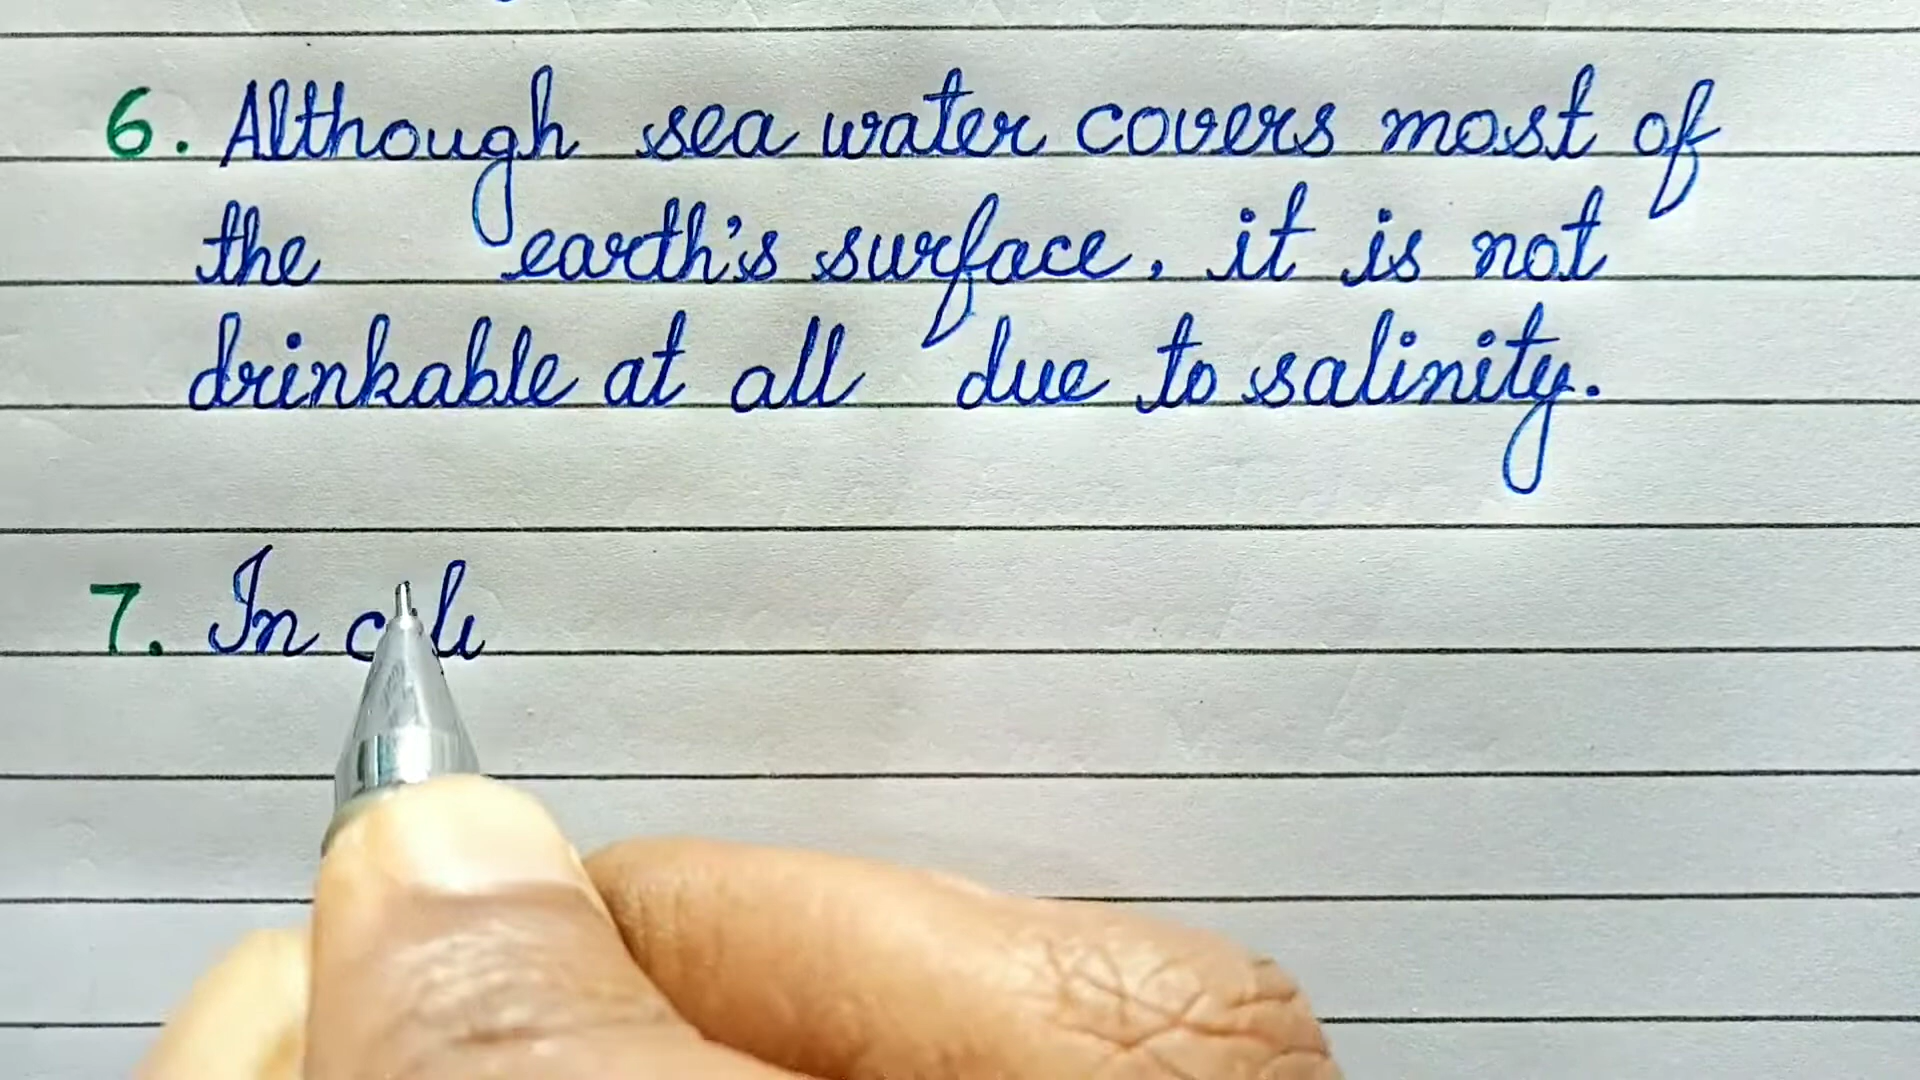 6. Although sea water covers most of
the earth's surface, it is not
drinkable at all due to salinity.
7. In